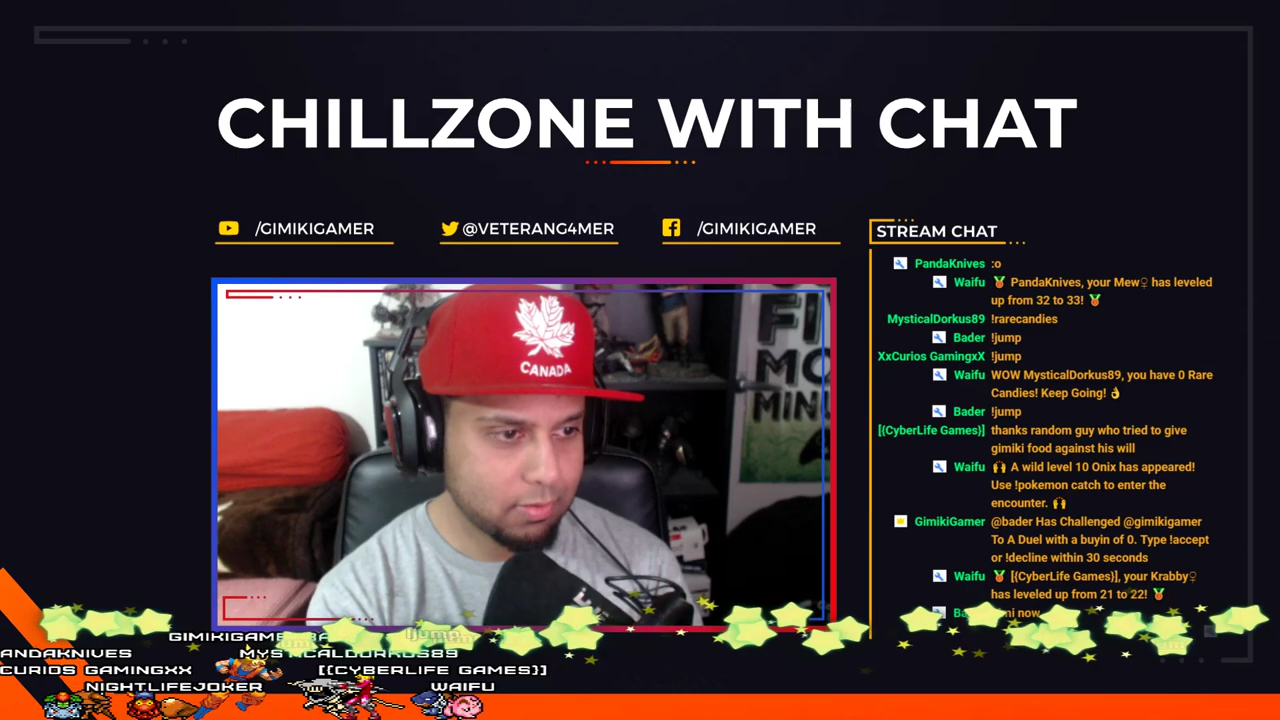 CHILLZONE WITH CHAT
/GIMIKIGAMER
@VETERANG4MER
/GIMIKIGAMER
STREAM CHAT
PandaKnives :o
Waifu PandaKnives, your Mew♀ has leveled
up from 32 to 33!
MysticalDorkus89 !rarecandies
Bader !jump
XxCurios GamingxX !jump
Waifu WOW MysticalDorkus89, you have 0 Rare
Candies! Keep Going!
Bader !jump
[{CyberLife Games}] thanks random guy who tried to give
gimiki food against his will
Waifu A wild level 10 Onix has appeared!
Use !pokemon catch to enter the
encounter.
GimikiGamer @bader Has Challenged @gimikigamer
To A Duel with a buyin of 0. Type !accept
or !decline within 30 seconds
Waifu [{CyberLife Games}], your Krabby♀
has leveled up from 21 to 22!
now
CANADA
MINU
GIMIKIGAME
!jump
ANDAKNIVES
MYSTICALDORKUS89
CURIOS GAMINGXX
[{CYBERLIFE GAMES}]
NIGHTLIFEJOKER
WAIFU